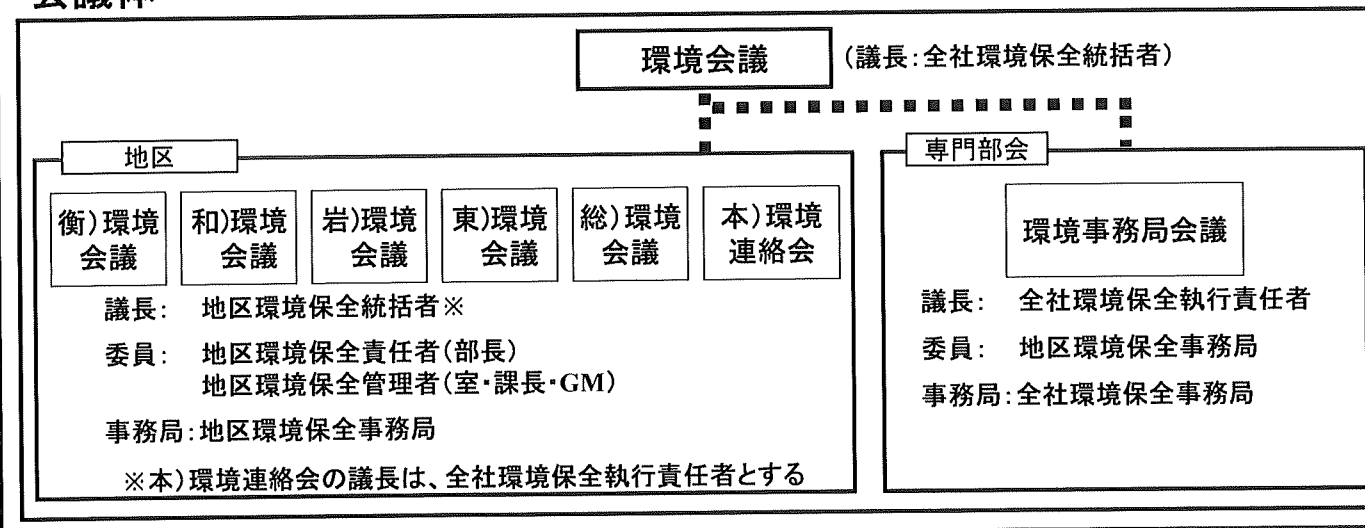 会議体
環境会議
（議長：全社環境保全統括者）
地区
衡）環境
会議
和）環境
会議
岩）環境
会議
東）環境
会議
総）環境
会議
本）環境
連絡会
議長： 地区環境保全統括者※
委員： 地区環境保全責任者（部長）
地区環境保全管理者（室・課長・GM）
事務局：地区環境保全事務局
※本）環境連絡会の議長は、全社環境保全執行責任者とする
専門部会
環境事務局会議
議長： 全社環境保全執行責任者
委員： 地区環境保全事務局
事務局：全社環境保全事務局